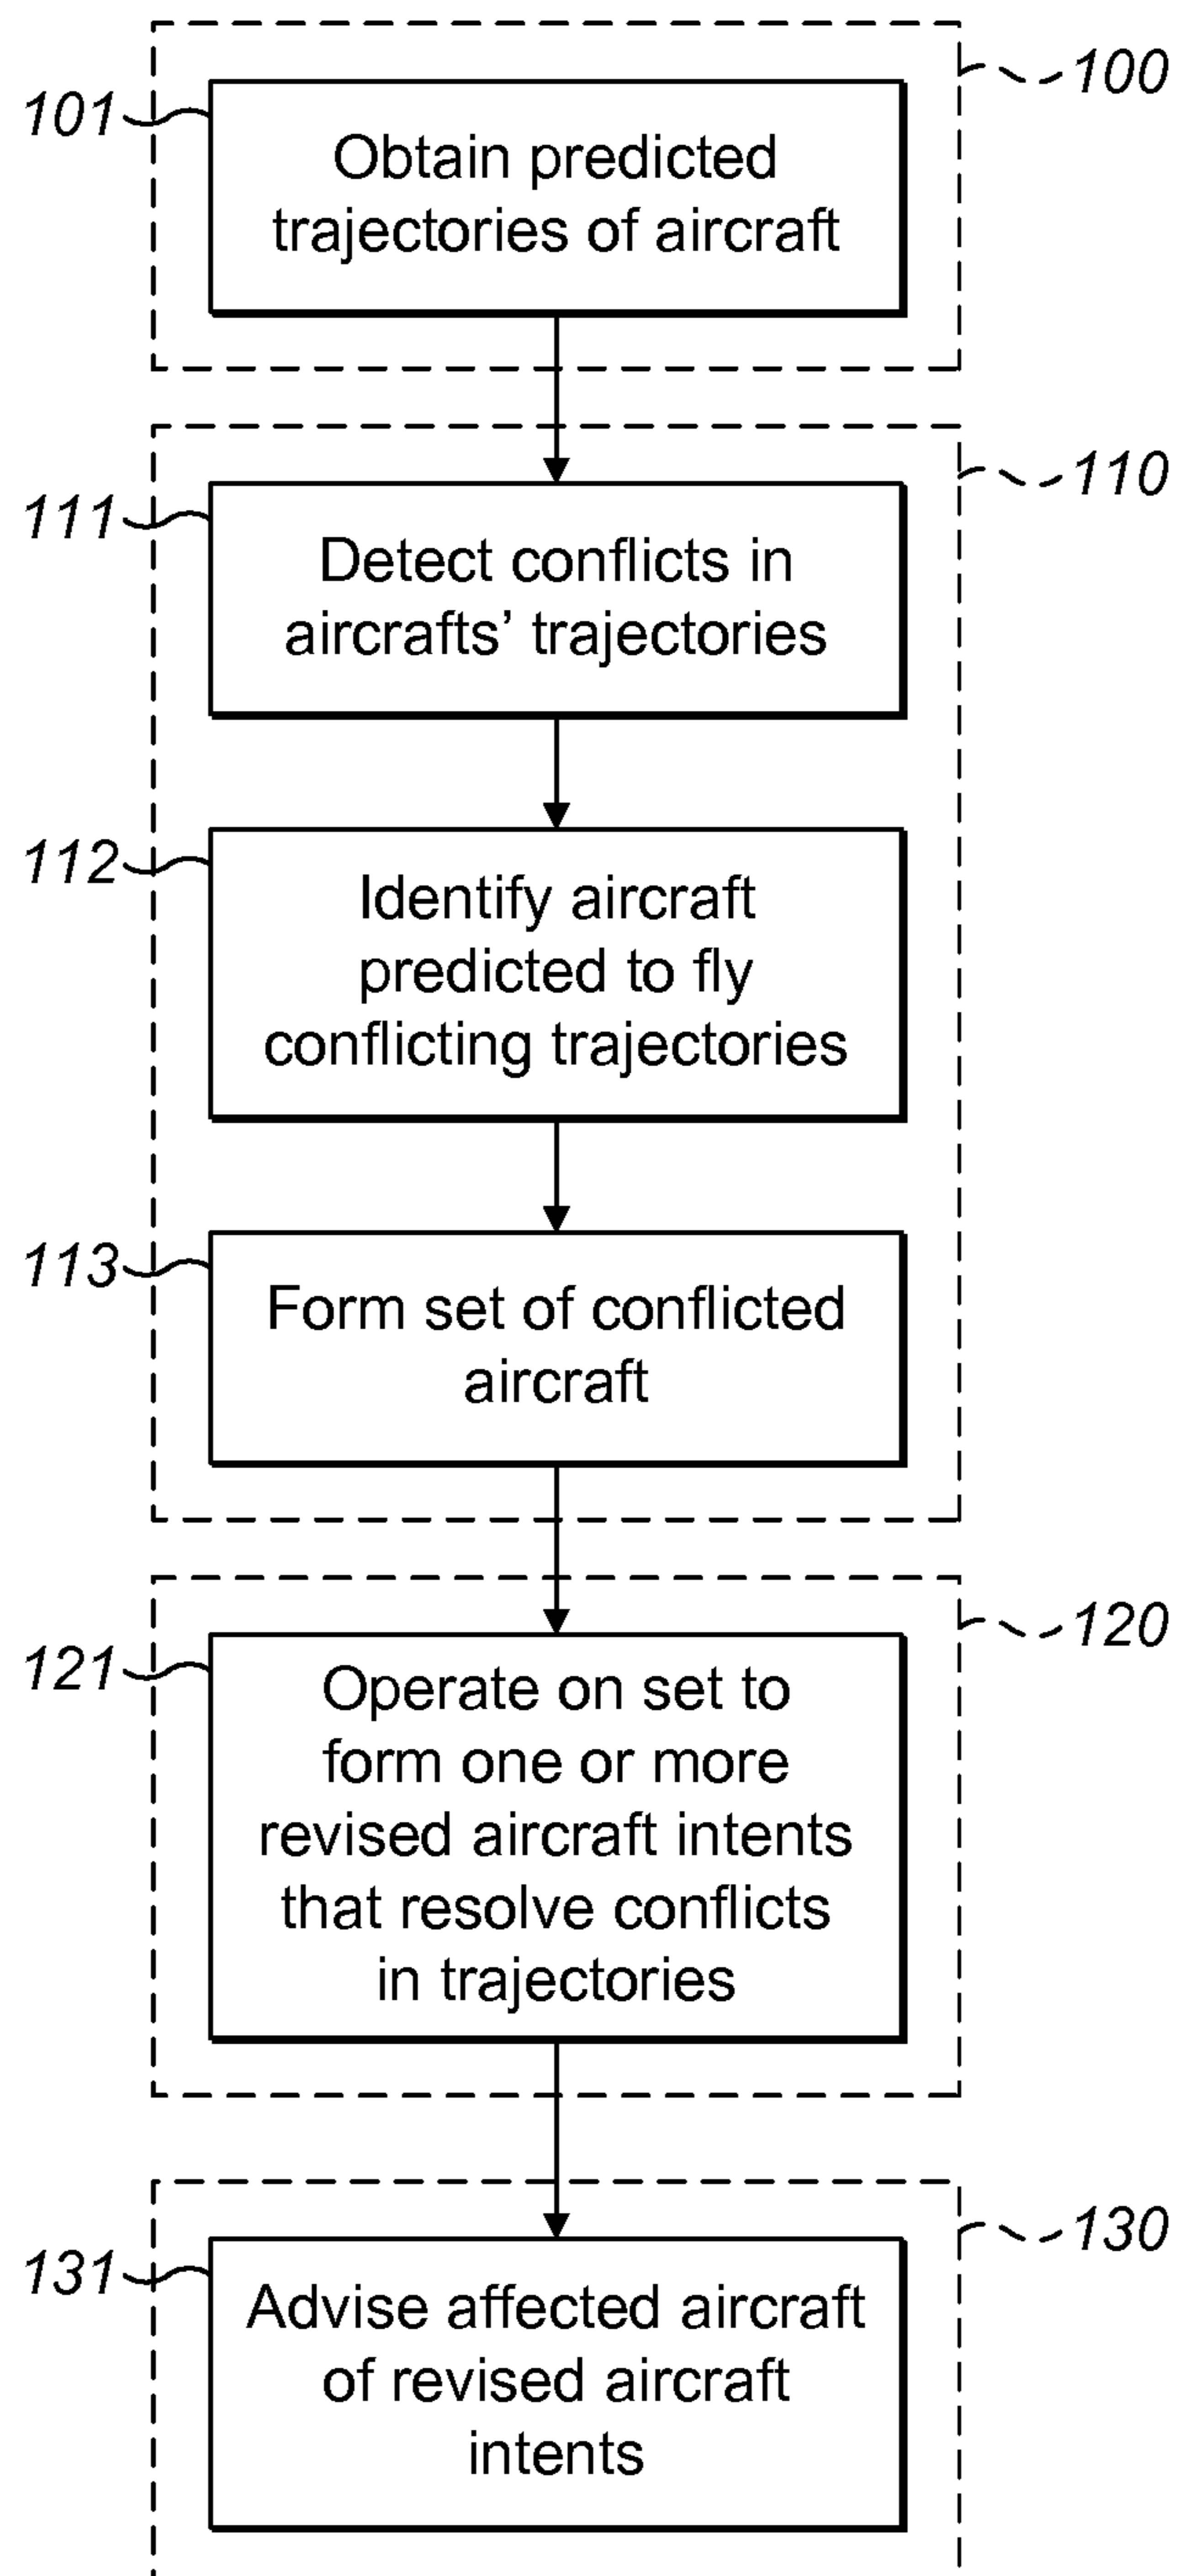 100
101
Obtain predicted
trajectories of aircraft
110
111
Detect conflicts in
aircrafts’ trajectories
112
Identify aircraft
predicted to fly
conflicting trajectories
113
Form set of conflicted
aircraft
120
121
Operate on set to
form one or more
revised aircraft intents
that resolve conflicts
in trajectories
130
131
Advise affected aircraft
of revised aircraft
intents